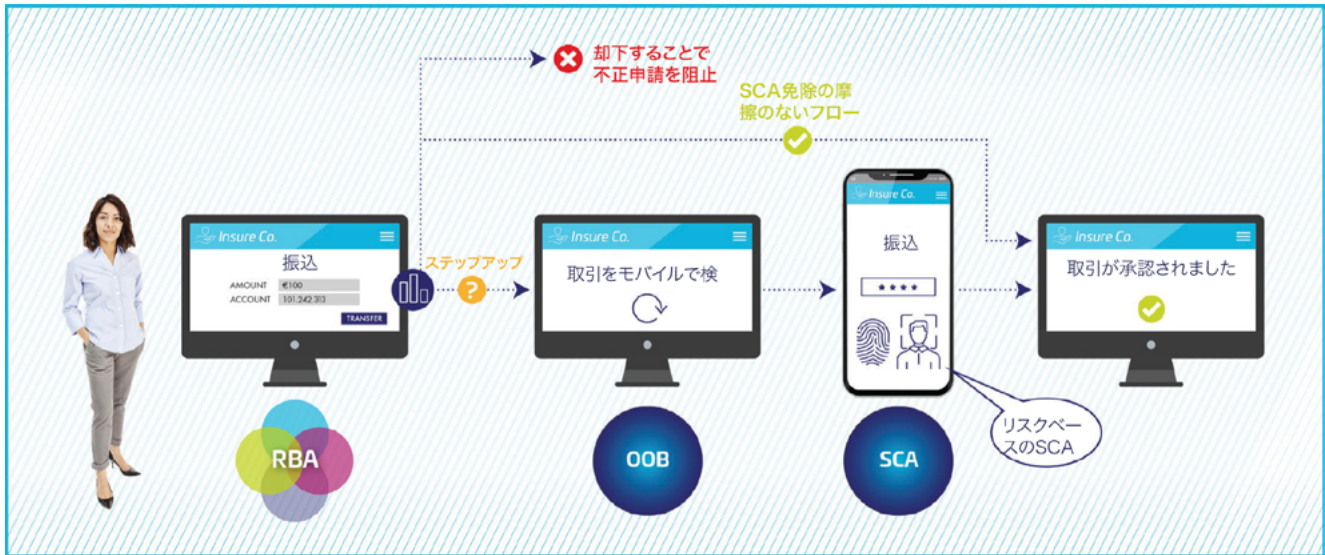 却下することで
不正申請を阻止
SCA免除の摩
擦のないフロー
Insure Co.
振込
AMOUNT €100
ACCOUNT 101.242.313
TRANSFER
ステップアップ
?
Insure Co.
取引をモバイルで検
Insure Co.
振込
****
Insure Co.
取引が承認されました
リスクベー
スのSCA
RBA
OOB
SCA